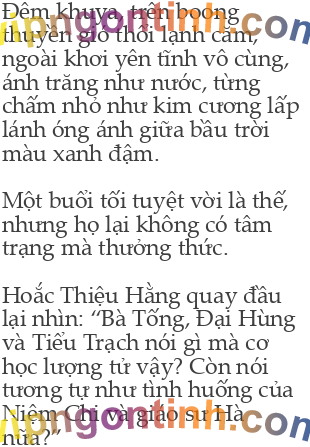 Đêm khuya, trên boong
thuyền gió thổi lạnh căm,
ngoài khơi yên tĩnh vô cùng,
ánh trăng như nước, từng
chấm nhỏ như kim cương lấp
lánh óng ánh giữa bầu trời
màu xanh đậm.

Một buổi tối tuyệt vời là thế,
nhưng họ lại không có tâm
trạng mà thưởng thức.

Hoắc Thiệu Hằng quay đầu
lại nhìn: “Bà Tống, Đại Hùng
và Tiểu Trạch nói gì mà cơ
học lượng tử vậy? Còn nói
tương tự như tình huống của
Niệm Chi và giáo sư Hà
nữa?”
vipngontinh.com
vipngontinh.com